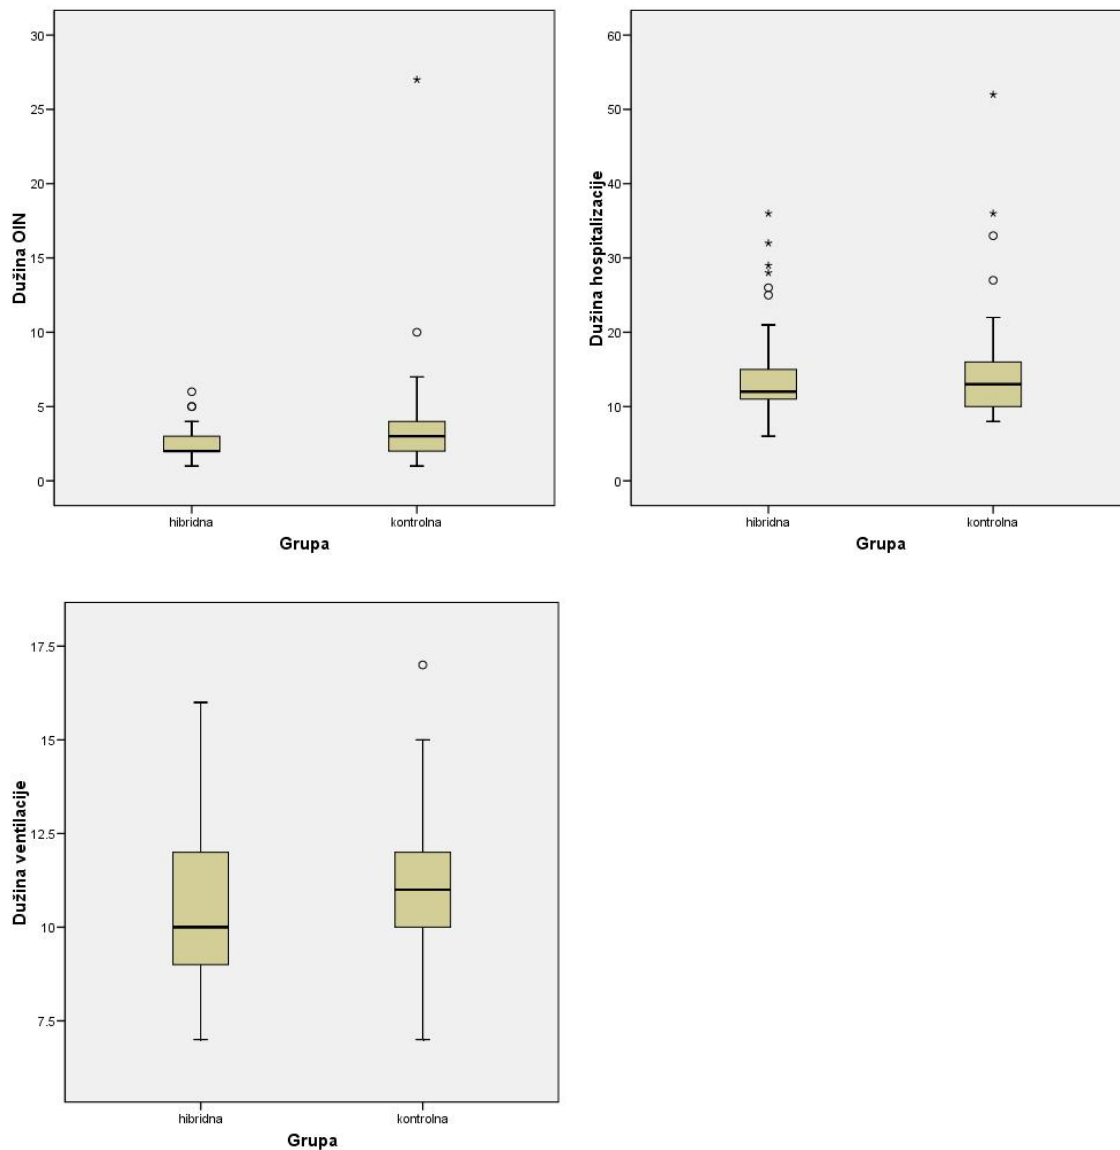 Dužina OIN
30
25
20
15
10
5
0
hibridna kontrolna
Grupa
Dužina hospitalizacije
60
50
40
30
20
10
0
hibridna kontrolna
Grupa
Dužina ventilacije
17.5
15
12.5
10
7.5
hibridna kontrolna
Grupa